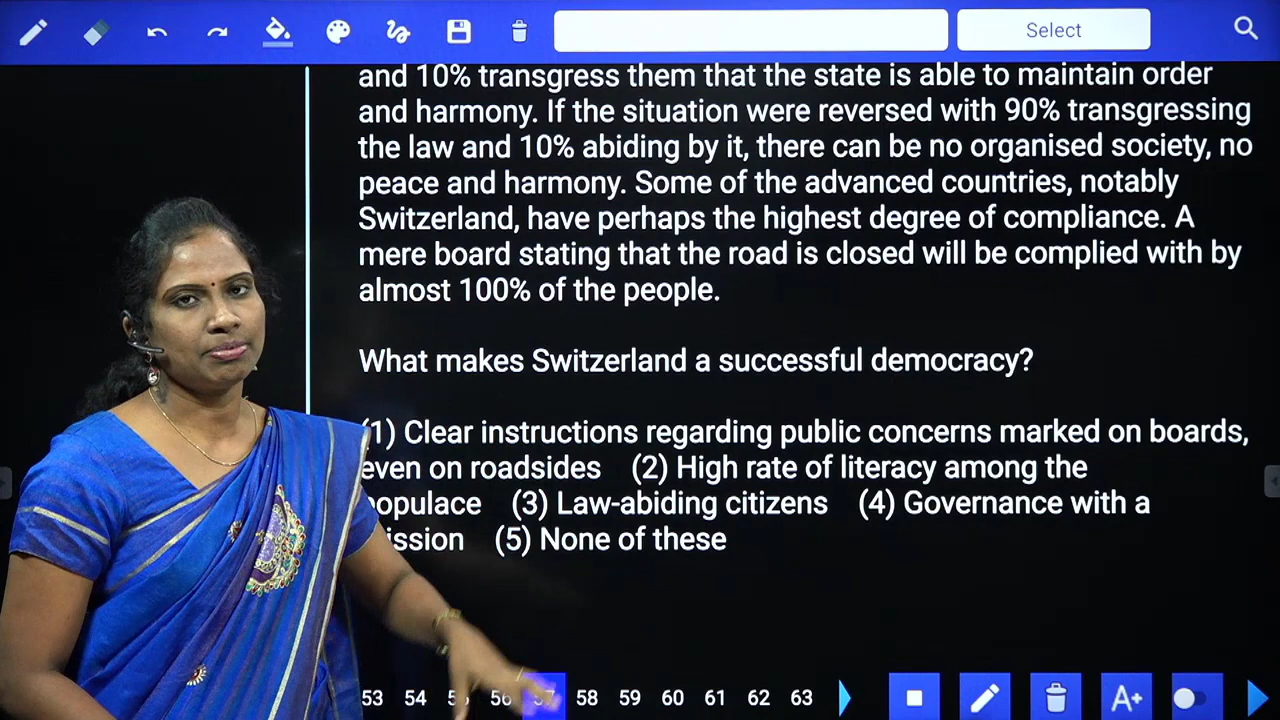 Select
and 10% transgress them that the state is able to maintain order
and harmony. If the situation were reversed with 90% transgressing
the law and 10% abiding by it, there can be no organised society, no
peace and harmony. Some of the advanced countries, notably
Switzerland, have perhaps the highest degree of compliance. A
mere board stating that the road is closed will be complied with by
almost 100% of the people.
What makes Switzerland a successful democracy?
(1) Clear instructions regarding public concerns marked on boards,
even on roadsides (2) High rate of literacy among the
populace (3) Law-abiding citizens (4) Governance with a
ission (5) None of these
53 54 56 57 58 59 60 61 62 63
A+